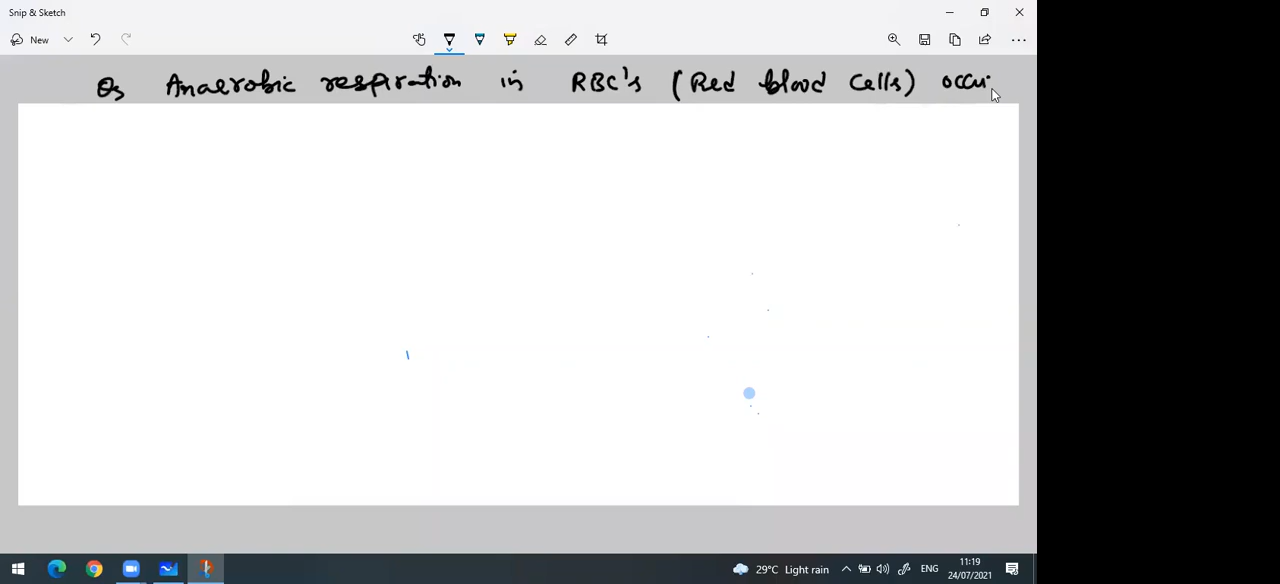 Snip & Sketch
New
Qs Anaerobic respiration in RBC's (Red blood cells) occur
29°C Light rain
ENG
11:19
24/07/2021